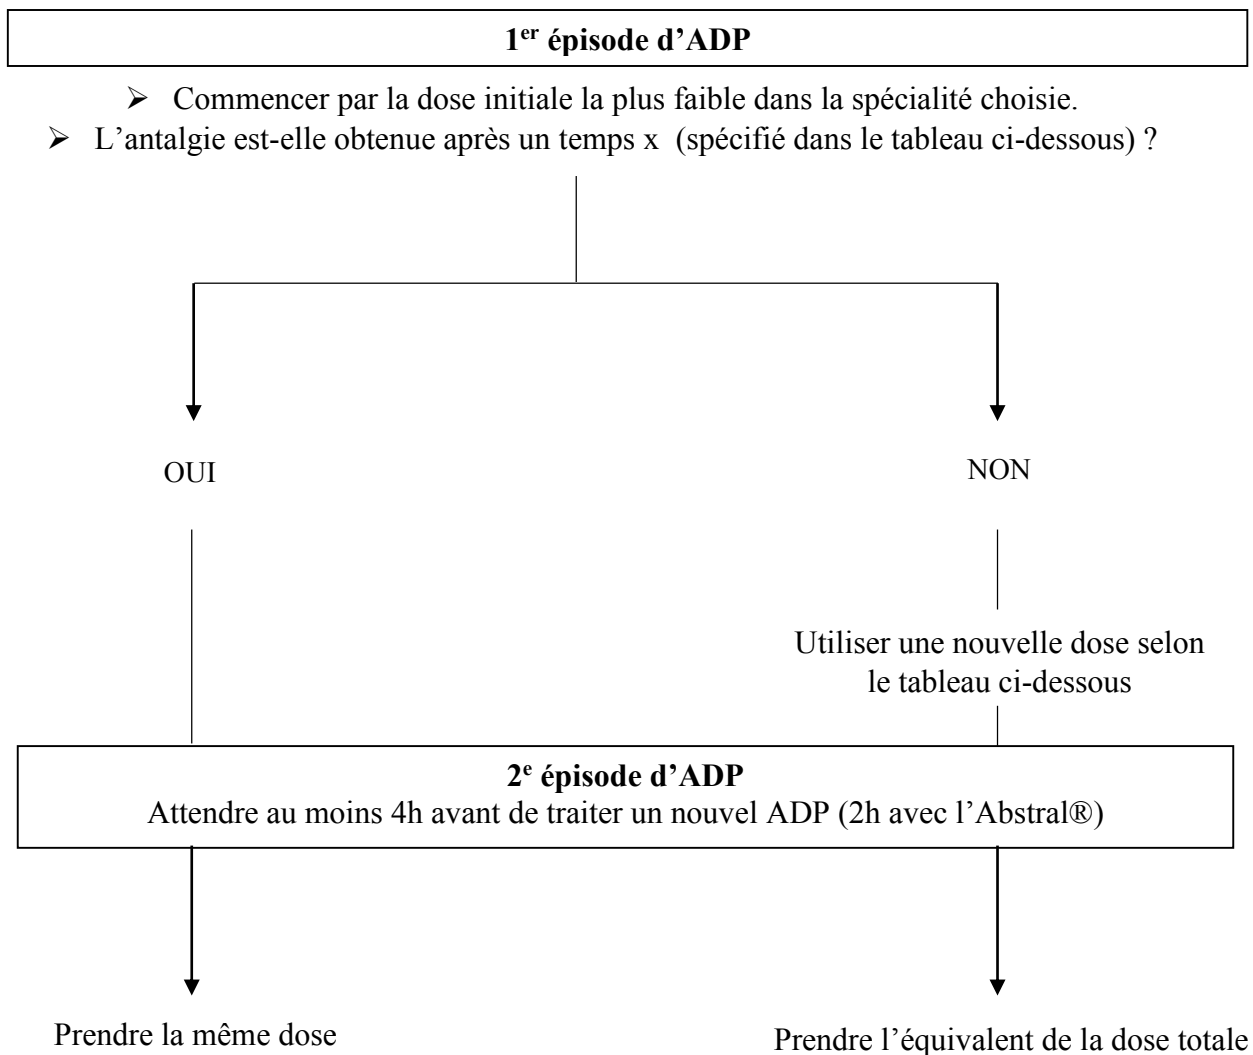 1er épisode d’ADP
➢ Commencer par la dose initiale la plus faible dans la spécialité choisie.
➢ L’antalgie est-elle obtenue après un temps x (spécifié dans le tableau ci-dessous) ?
OUI
NON
Utiliser une nouvelle dose selon
le tableau ci-dessous
2e épisode d’ADP
Attendre au moins 4h avant de traiter un nouvel ADP (2h avec l’Abstral®)
Prendre la même dose
Prendre l’équivalent de la dose totale